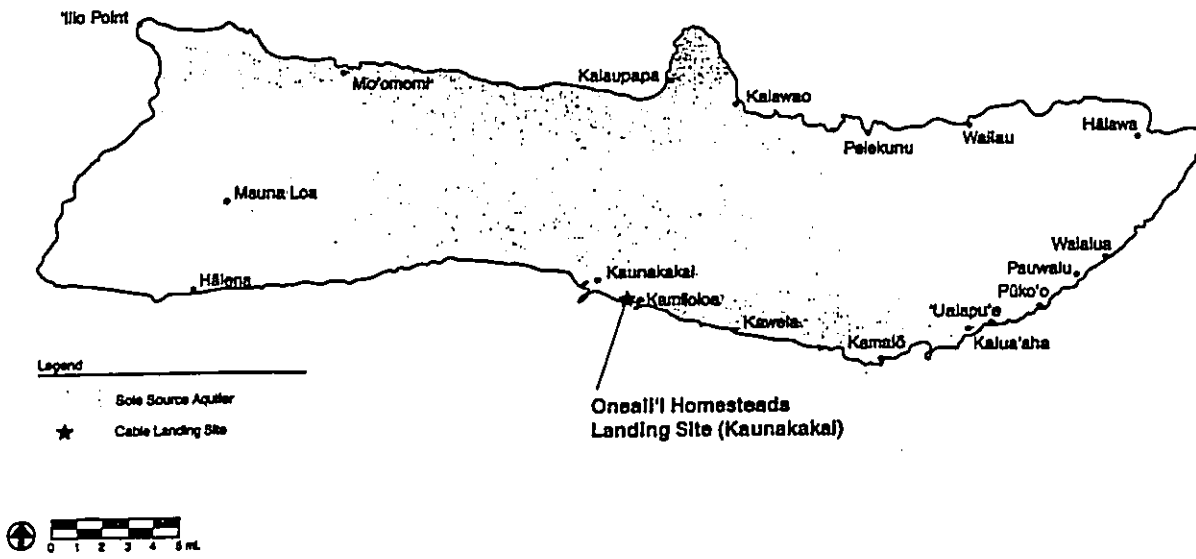 'Ilio Point
Mo'omomi
Kalaupapa
Kalawao
Pelekunu
Wailau
Hālawa
Mauna Loa
Hālena
Kaunakakai
Kamiloloa
Kawela
Kamalō
'Ualapu'e
Kalua'aha
Pūko'o
Pauwalu
Waialua
Legend
Sole Source Aquifer
Cable Landing Site
Oneali'i Homesteads
Landing Site (Kaunakakai)
0 1 2 3 4 5 mi.